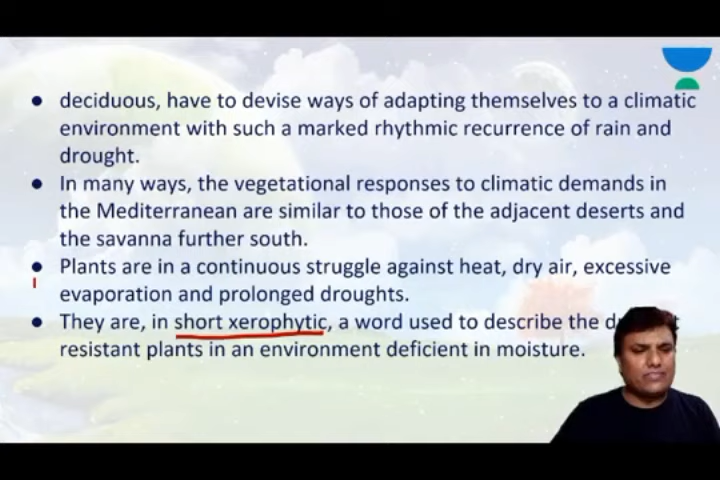 ● deciduous, have to devise ways of adapting themselves to a climatic
environment with such a marked rhythmic recurrence of rain and
drought.
● In many ways, the vegetational responses to climatic demands in
the Mediterranean are similar to those of the adjacent deserts and
the savanna further south.
● Plants are in a continuous struggle against heat, dry air, excessive
evaporation and prolonged droughts.
● They are, in short xerophytic, a word used to describe the
resistant plants in an environment deficient in moisture.